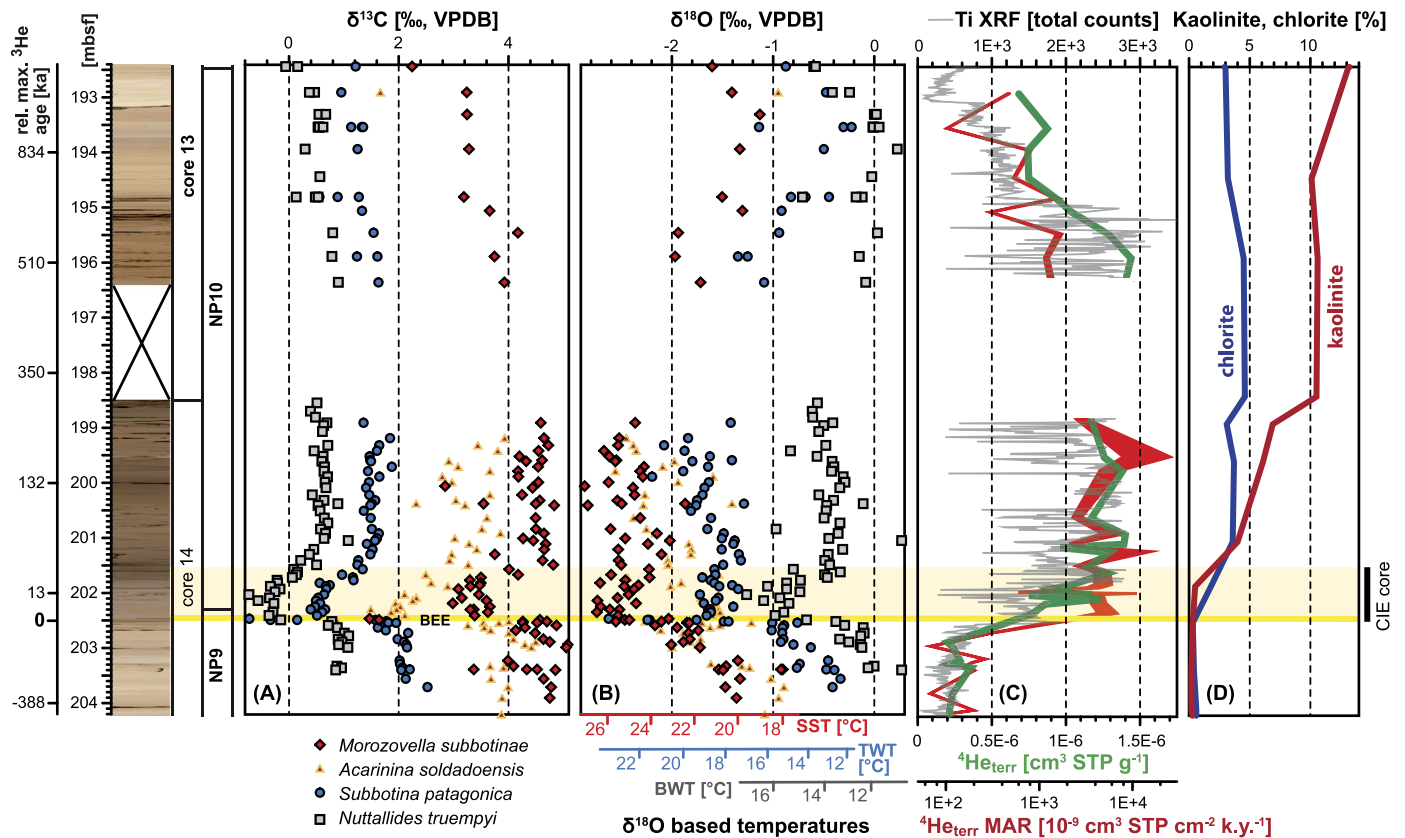 rel. max. ³He
age [ka]
[mbsf]
δ¹³C [‰, VPDB]
δ¹⁸O [‰, VPDB]
Ti XRF [total counts]
Kaolinite, chlorite [%]
0 2 4
-2 -1 0
0 1E+3 2E+3 3E+3
0 5 10
193
834
194
195
510
196
197
350
198
199
132
200
201
13
202
0
203
-388
204
core 13
core 14
NP10
NP9
BEE
(A)
(B)
(C)
(D)
chlorite
kaolinite
CIE core
26 24 22 20 18 SST [°C]
22 20 18 16 14 12 TWT
[°C]
BWT [°C] 16 14 12
δ¹⁸O based temperatures
Morozovella subbotinae
Acarinina soldadoensis
Subbotina patagonica
Nuttallides truempyi
0 0.5E-6 1E-6 1.5E-6
⁴Heterr [cm³ STP g⁻¹]
1E+2 1E+3 1E+4
⁴Heterr MAR [10⁻⁹ cm³ STP cm⁻² k.y.⁻¹]